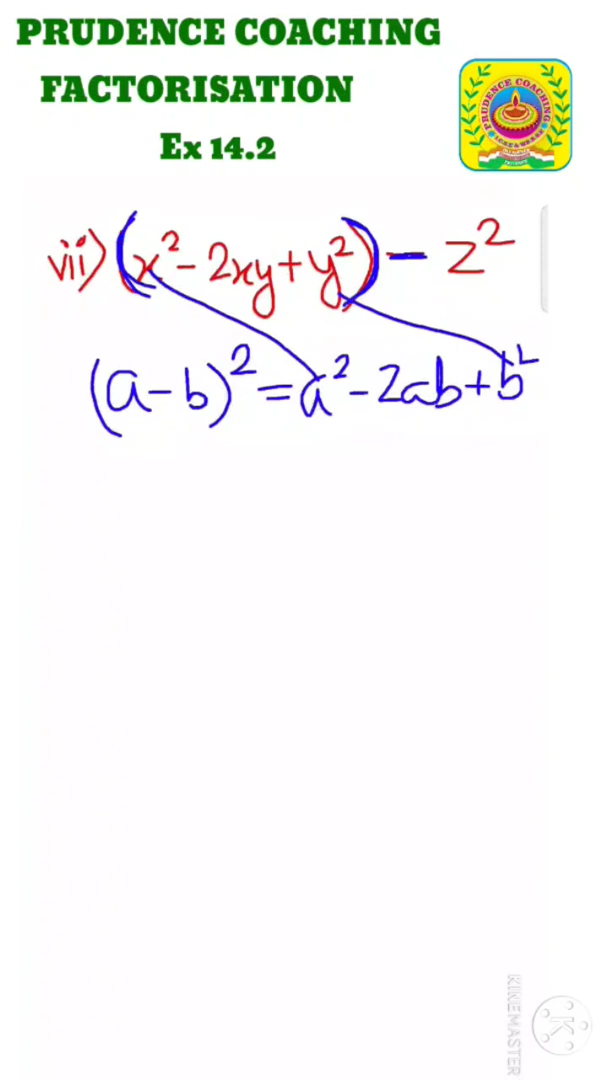 PRUDENCE COACHING
FACTORISATION
PRUDENCE COACHING
Ex 14.2
vii) (x² - 2xy + y²) - z²
(a - b)² = a² - 2ab + b²
KINEMASTER
K